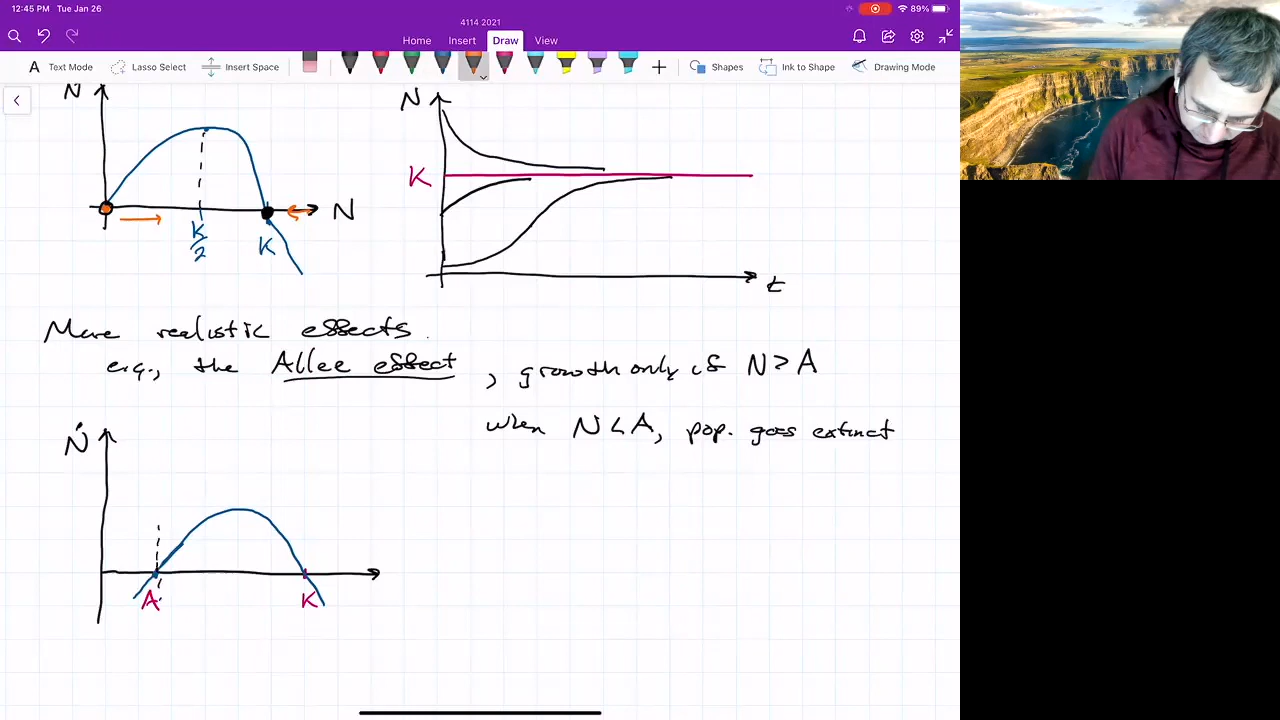 12:45 PM Tue Jan 26
89%
4114 2021
Home Insert Draw View
Text Mode Lasso Select Insert Space Shapes Ink to Shape Drawing Mode
N
N
K
N
K/2
K
t
More realistic effects.
e.g., the Allee effect, growth only if N > A
when N < A, pop. goes extinct
Ṅ
A
K